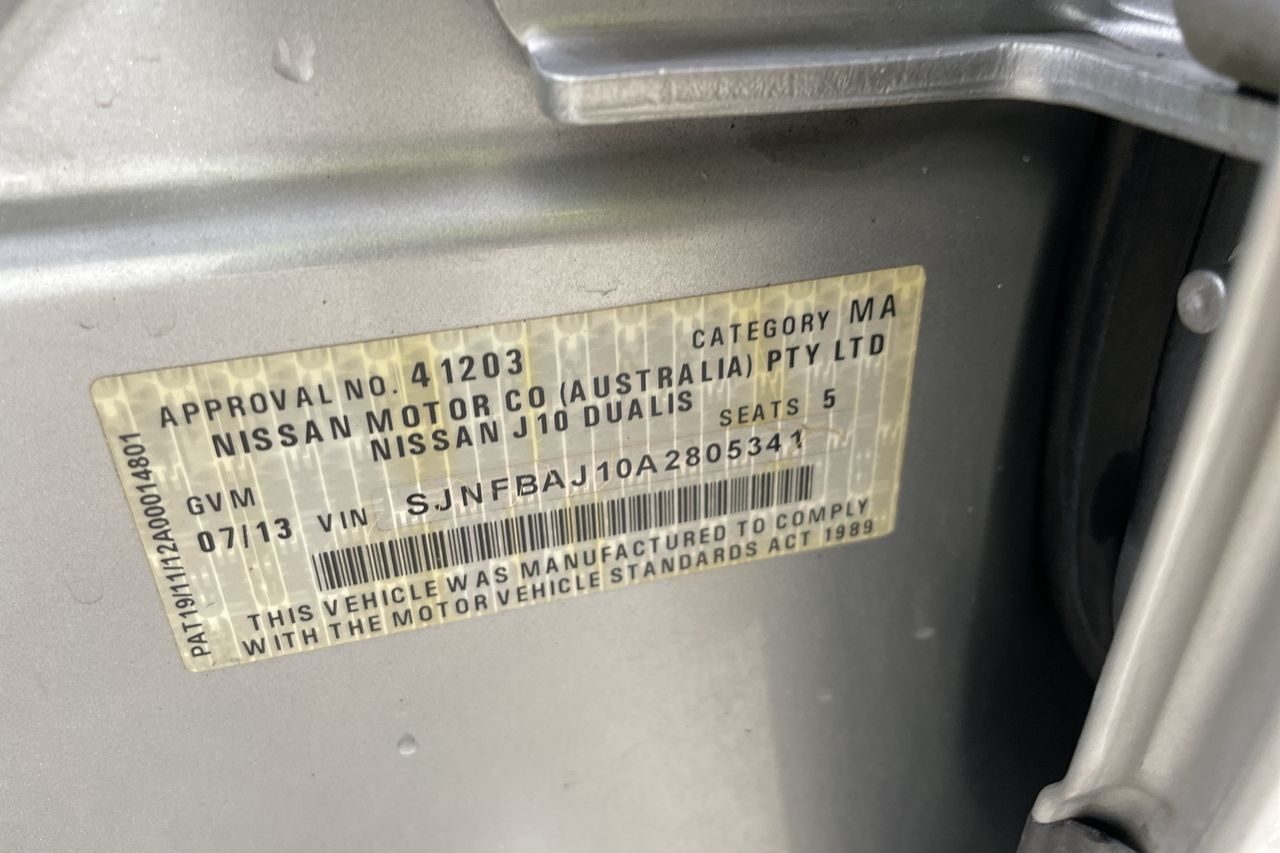 APPROVAL NO. 41203 CATEGORY MA
NISSAN MOTOR CO (AUSTRALIA) PTY LTD
NISSAN J10 DUALIS SEATS 5
GVM
07/13 VIN SJNFBAJ10A2805341
THIS VEHICLE WAS MANUFACTURED TO COMPLY
WITH THE MOTOR VEHICLE STANDARDS ACT 1989
PAT19/11/12A00014801